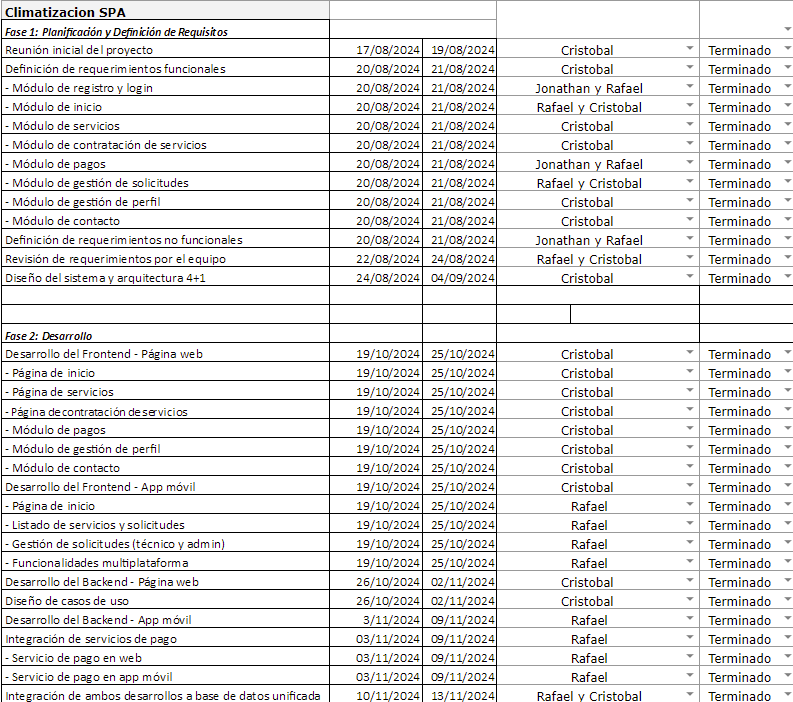 Climatizacion SPA
Fase 1: Planificación y Definición de Requisitos
Reunión inicial del proyecto 17/08/2024 19/08/2024 Cristobal Terminado
Definición de requerimientos funcionales 20/08/2024 21/08/2024 Cristobal Terminado
- Módulo de registro y login 20/08/2024 21/08/2024 Jonathan y Rafael Terminado
- Módulo de inicio 20/08/2024 21/08/2024 Rafael y Cristobal Terminado
- Módulo de servicios 20/08/2024 21/08/2024 Cristobal Terminado
- Módulo de contratación de servicios 20/08/2024 21/08/2024 Cristobal Terminado
- Módulo de pagos 20/08/2024 21/08/2024 Jonathan y Rafael Terminado
- Módulo de gestión de solicitudes 20/08/2024 21/08/2024 Rafael y Cristobal Terminado
- Módulo de gestión de perfil 20/08/2024 21/08/2024 Cristobal Terminado
- Módulo de contacto 20/08/2024 21/08/2024 Cristobal Terminado
Definición de requerimientos no funcionales 20/08/2024 21/08/2024 Jonathan y Rafael Terminado
Revisión de requerimientos por el equipo 22/08/2024 24/08/2024 Rafael y Cristobal Terminado
Diseño del sistema y arquitectura 4+1 24/08/2024 04/09/2024 Cristobal Terminado
Fase 2: Desarrollo
Desarrollo del Frontend - Página web 19/10/2024 25/10/2024 Cristobal Terminado
- Página de inicio 19/10/2024 25/10/2024 Cristobal Terminado
- Página de servicios 19/10/2024 25/10/2024 Cristobal Terminado
- Página de contratación de servicios 19/10/2024 25/10/2024 Cristobal Terminado
- Módulo de pagos 19/10/2024 25/10/2024 Cristobal Terminado
- Módulo de gestión de perfil 19/10/2024 25/10/2024 Cristobal Terminado
- Módulo de contacto 19/10/2024 25/10/2024 Cristobal Terminado
Desarrollo del Frontend - App móvil 19/10/2024 25/10/2024 Cristobal Terminado
- Página de inicio 19/10/2024 25/10/2024 Rafael Terminado
- Listado de servicios y solicitudes 19/10/2024 25/10/2024 Rafael Terminado
- Gestión de solicitudes (técnico y admin) 19/10/2024 25/10/2024 Rafael Terminado
- Funcionalidades multiplataforma 19/10/2024 25/10/2024 Rafael Terminado
Desarrollo del Backend - Página web 26/10/2024 02/11/2024 Cristobal Terminado
Diseño de casos de uso 26/10/2024 02/11/2024 Cristobal Terminado
Desarrollo del Backend - App móvil 3/11/2024 09/11/2024 Rafael Terminado
Integración de servicios de pago 03/11/2024 09/11/2024 Rafael Terminado
- Servicio de pago en web 03/11/2024 09/11/2024 Rafael Terminado
- Servicio de pago en app móvil 03/11/2024 09/11/2024 Rafael Terminado
Integración de ambos desarrollos a base de datos unificada 10/11/2024 13/11/2024 Rafael y Cristobal Terminado